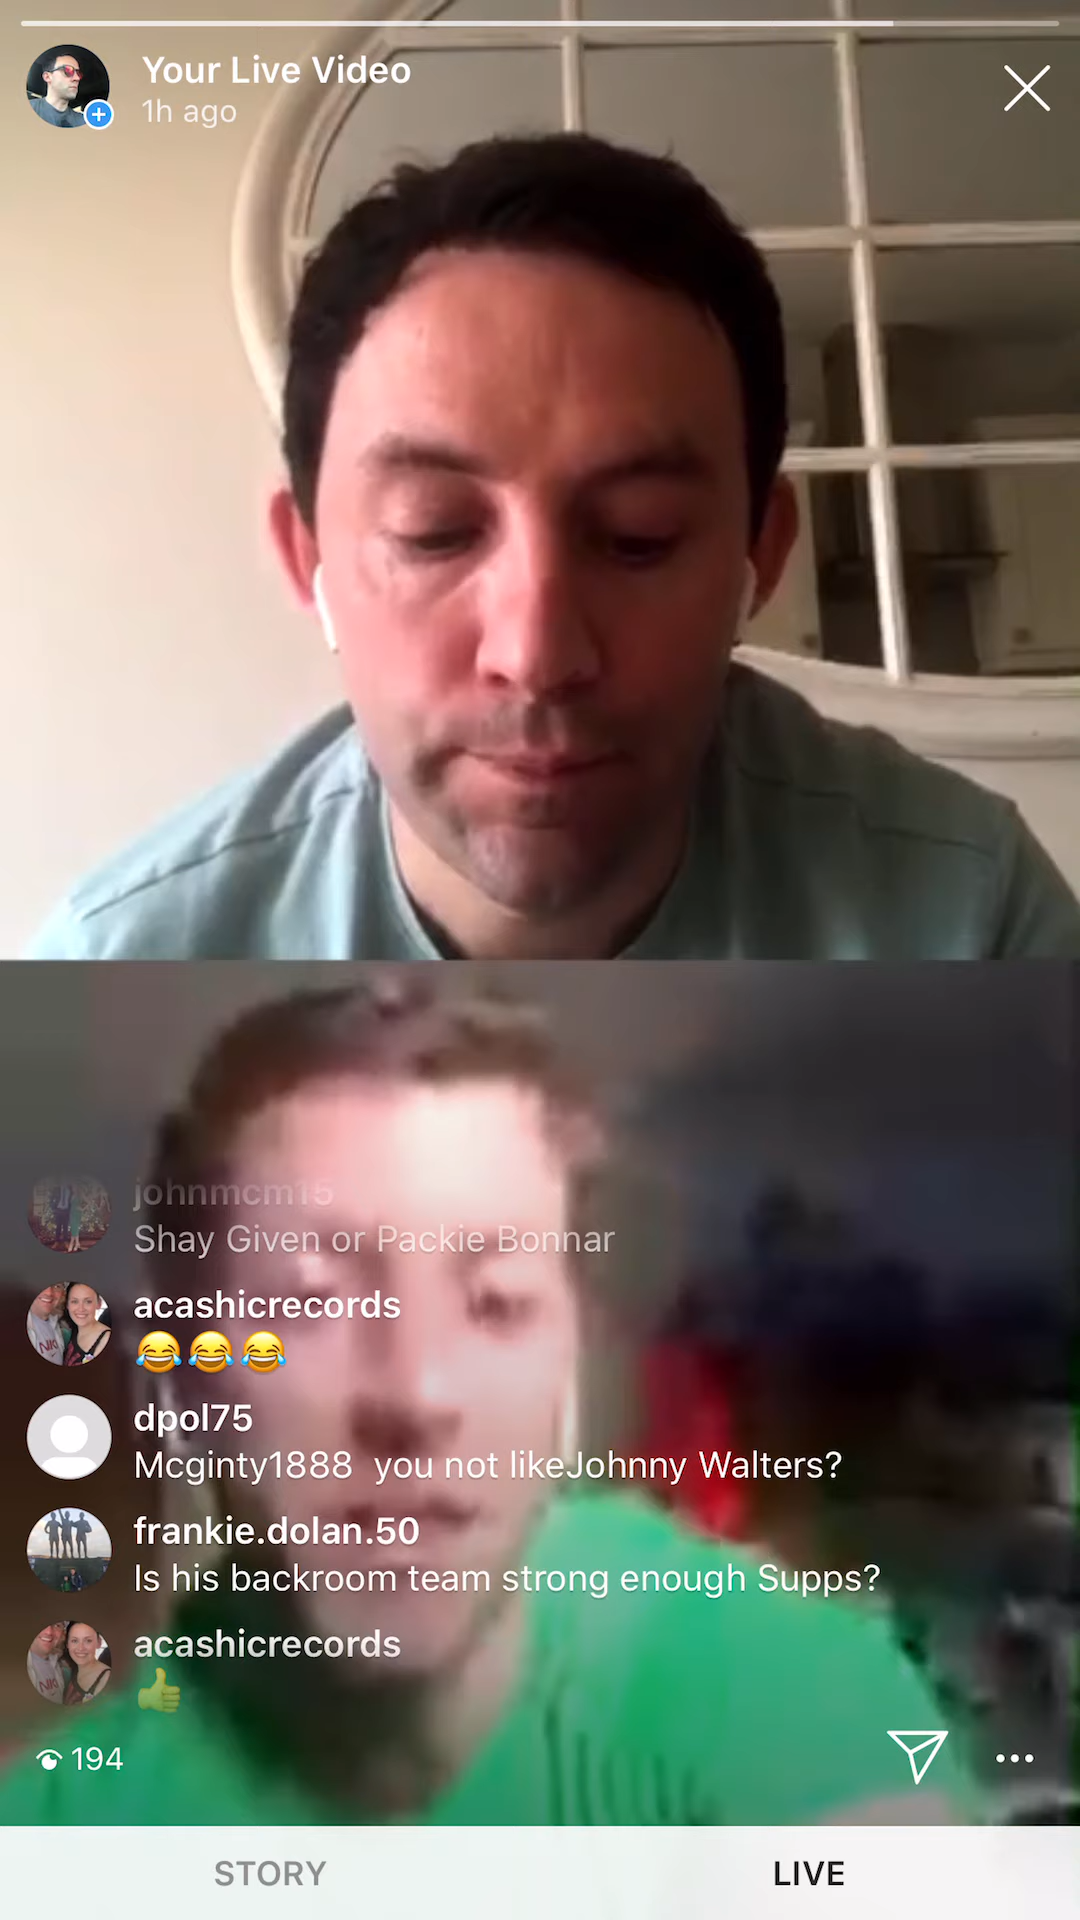 Your Live Video
1h ago
johnmcm15
Shay Given or Packie Bonnar
acashicrecords
😂😂😂
dpol75
Mcginty1888  you not likeJohnny Walters?
frankie.dolan.50
Is his backroom team strong enough Supps?
acashicrecords
👍
194
STORY
LIVE